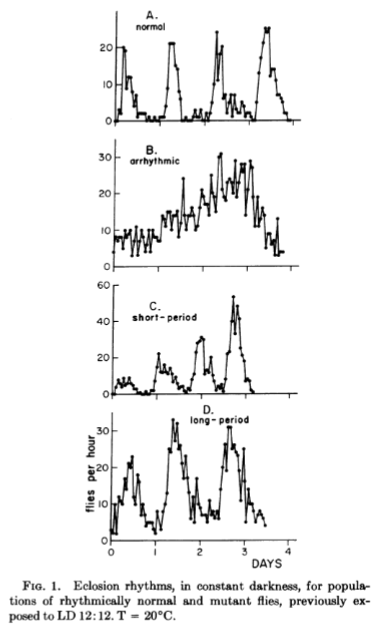 A.
normal
20
10
0
B.
arrhythmic
30
20
10
0
C.
short-period
60
40
20
0
D.
long-period
30
20
10
0
flies per hour
0 1 2 3 4
DAYS
FIG. 1. Eclosion rhythms, in constant darkness, for popula-
tions of rhythmically normal and mutant flies, previously ex-
posed to LD 12:12. T = 20°C.